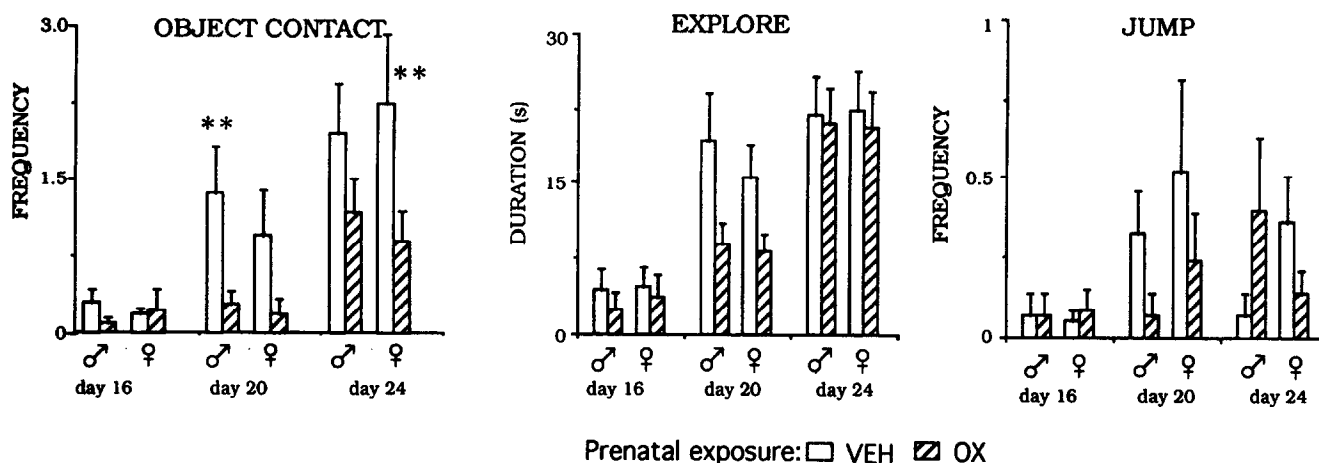 OBJECT CONTACT
FREQUENCY
3.0
1.5
0
**
**
♂ ♀ ♂ ♀ ♂ ♀
day 16 day 20 day 24
EXPLORE
DURATION (s)
30
15
0
♂ ♀ ♂ ♀ ♂ ♀
day 16 day 20 day 24
JUMP
FREQUENCY
1
0.5
0
♂ ♀ ♂ ♀ ♂ ♀
day 16 day 20 day 24
Prenatal exposure: VEH OX